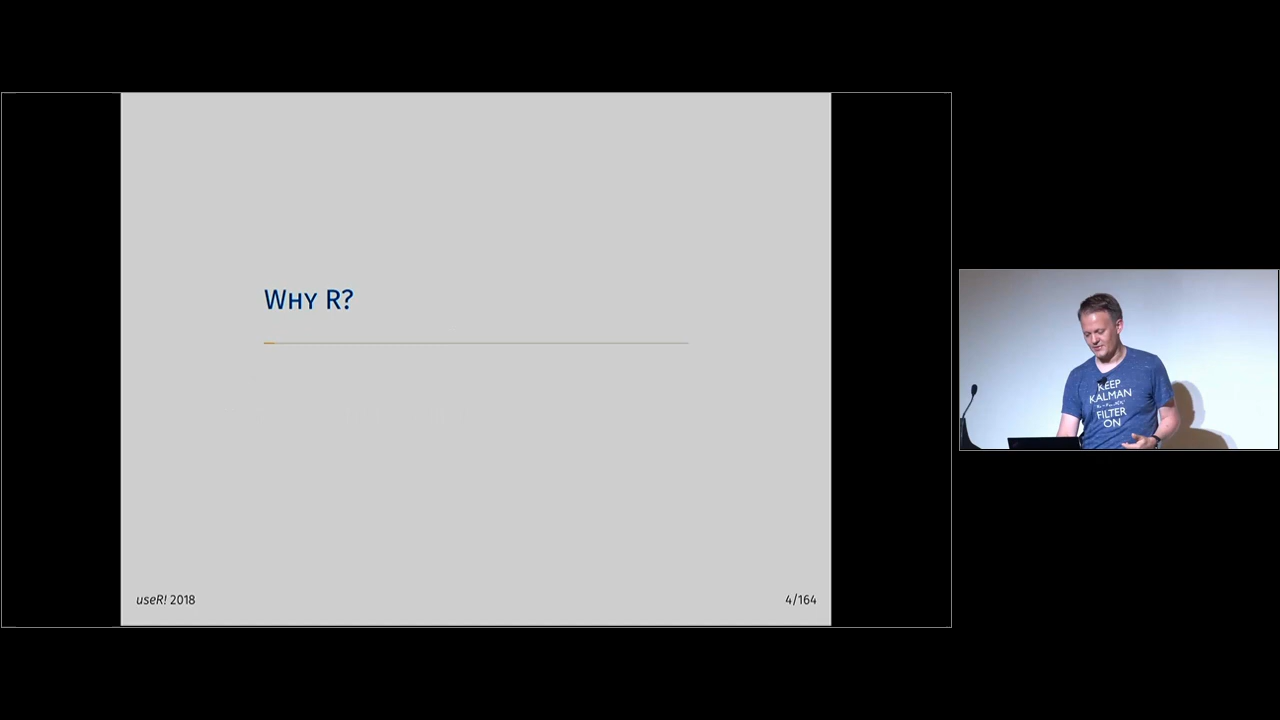 Why R?
useR! 2018
4/164
KEEP
KALMAN
FILTER
ON